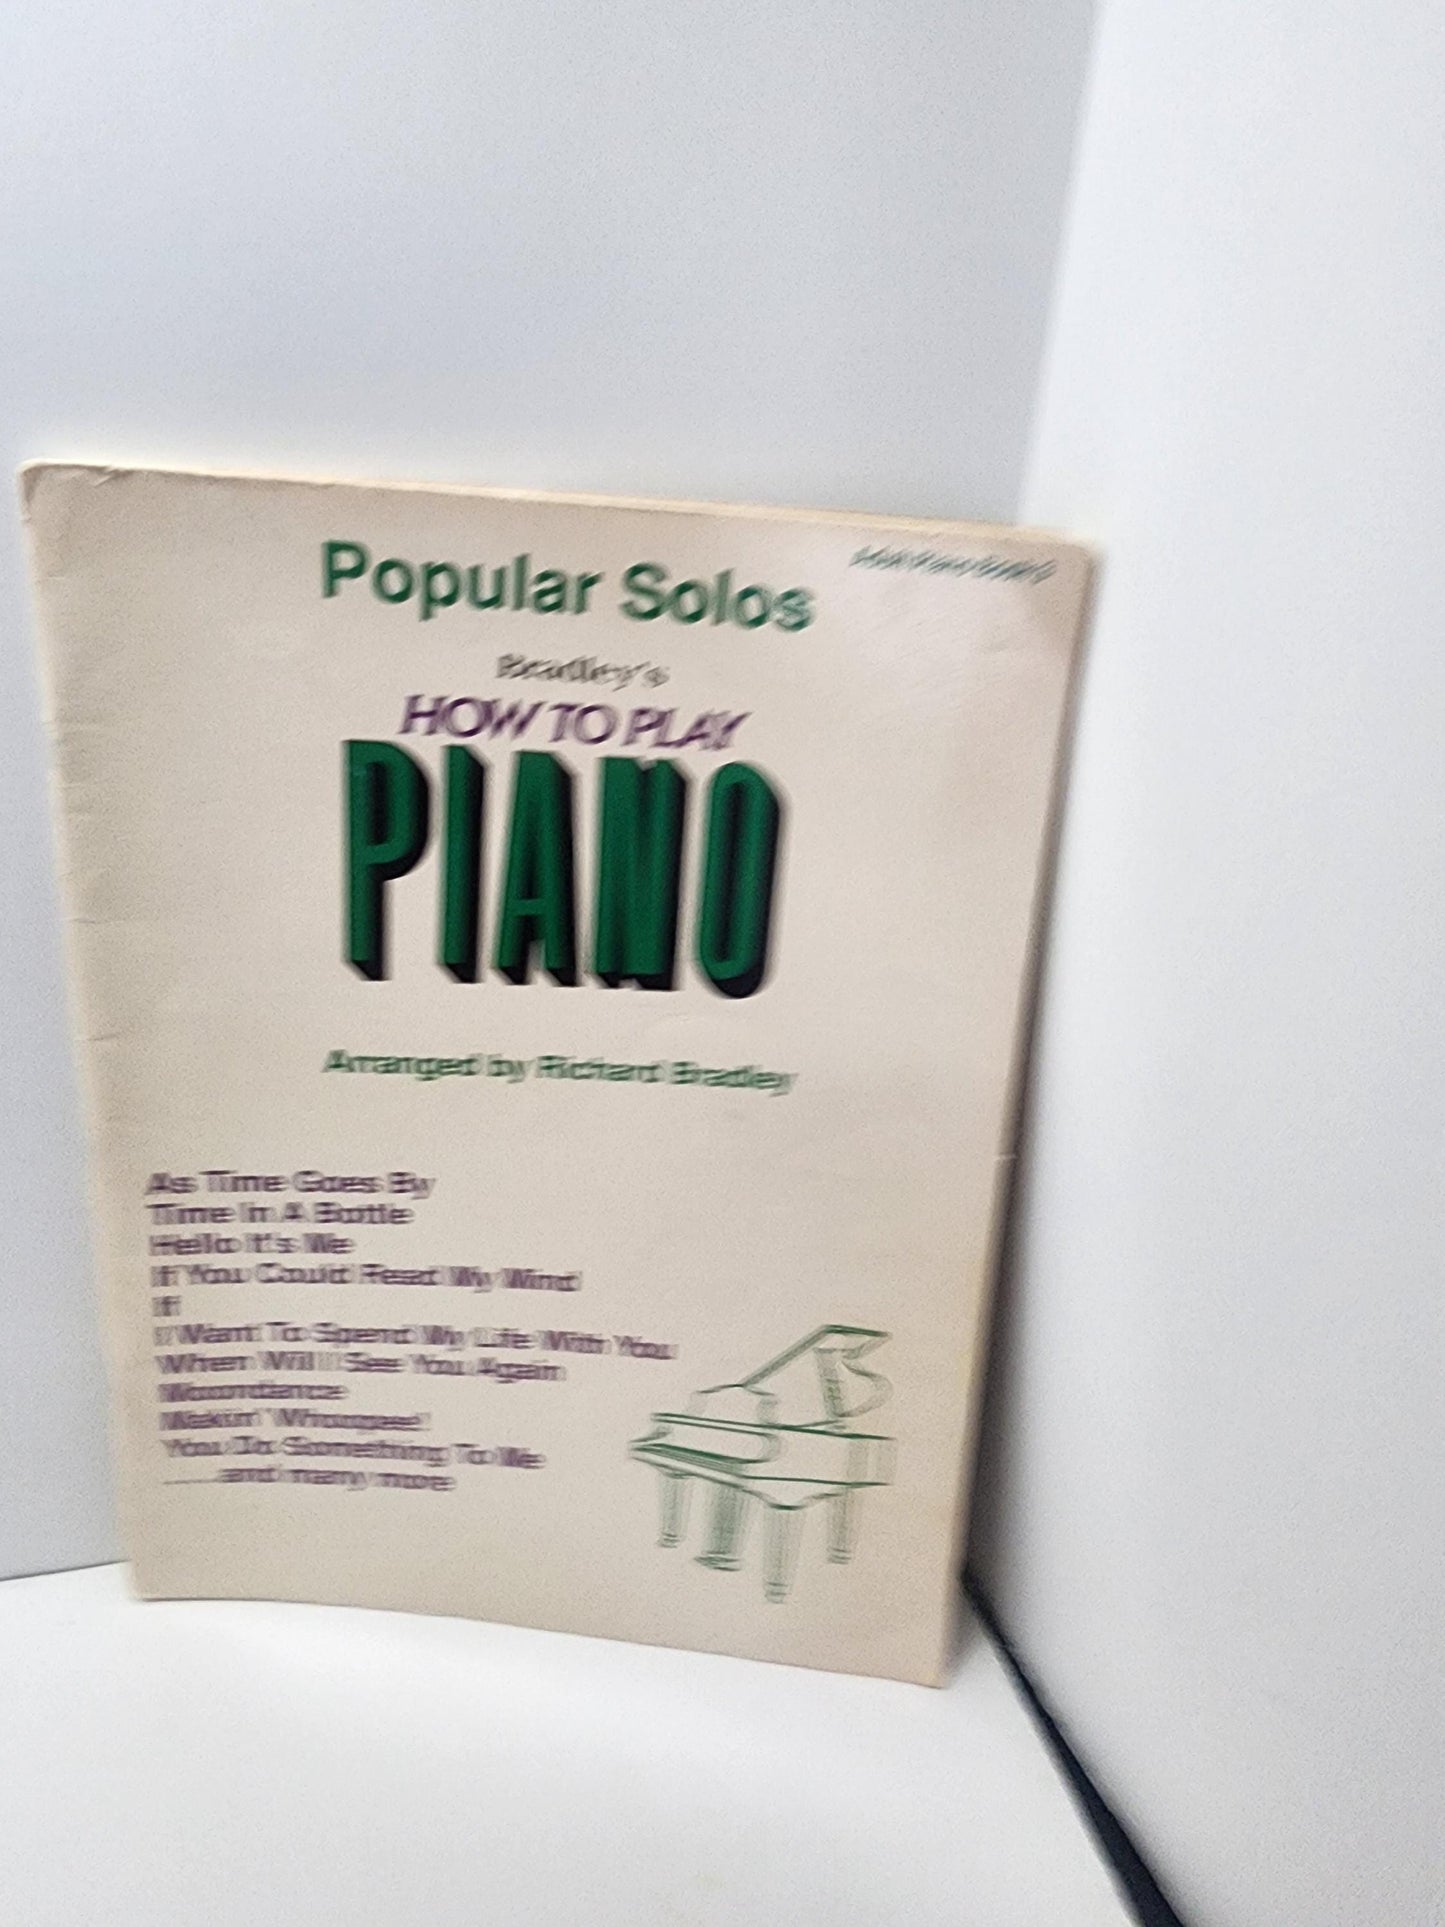 Popular Solos
Bradley's
HOW TO PLAY
PIANO
Arranged by Richard Bradley
As Time Goes By
Time In A Bottle
Hello It's Me
If You Could Read My Mind
If
I Want To Spend My Life With You
When Will I See You Again
Moondance
Makin' Whoopee!
You Do Something To Me
......and many more